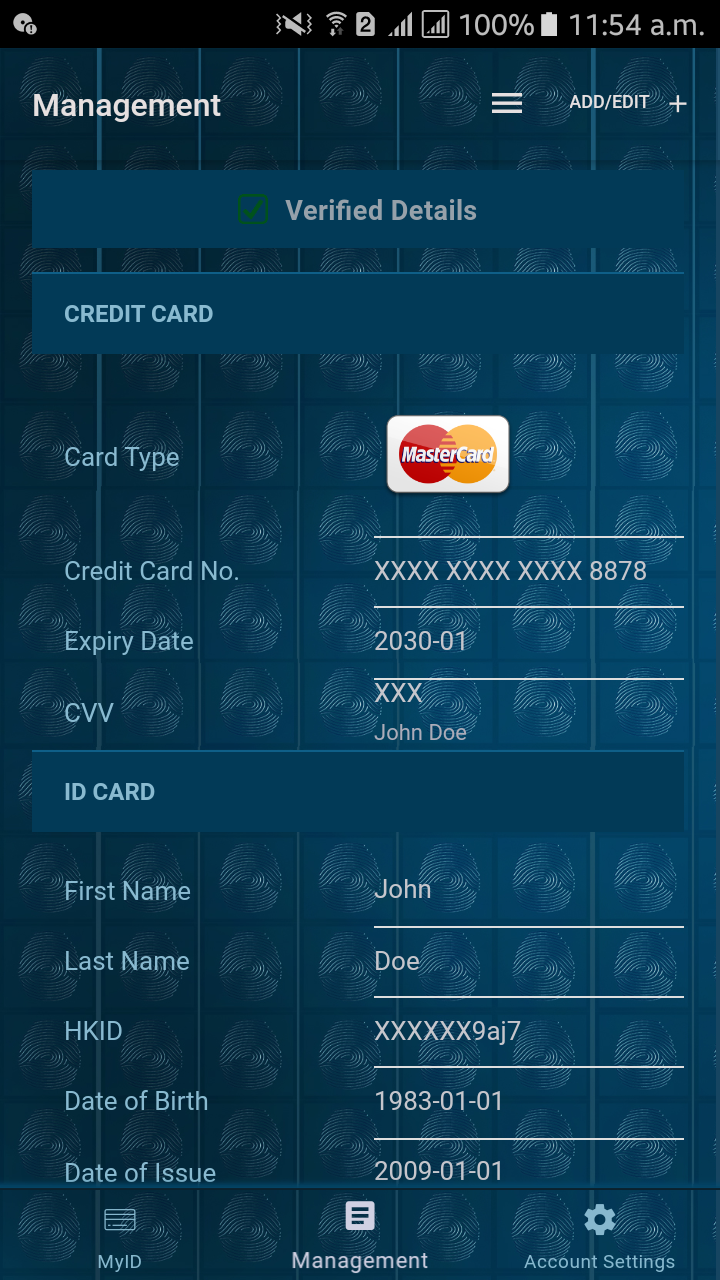 2 100% 11:54 a.m.
Management ADD/EDIT +
Verified Details
CREDIT CARD
Card Type MasterCard
Credit Card No. XXXX XXXX XXXX 8878
Expiry Date 2030-01
CVV XXX
John Doe
ID CARD
First Name John
Last Name Doe
HKID XXXXXX9aj7
Date of Birth 1983-01-01
Date of Issue 2009-01-01
MyID Management Account Settings